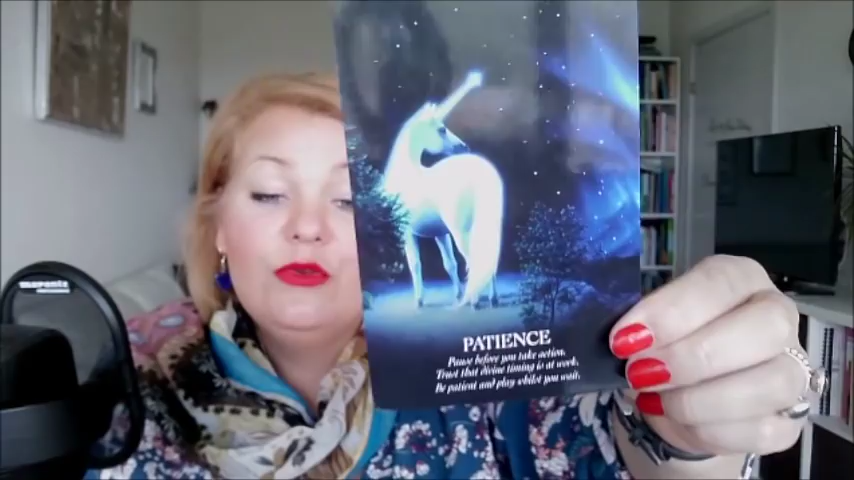 marantz
PATIENCE
Pause before you take action.
Trust that divine timing is at work.
Be patient and play whilst you wait.